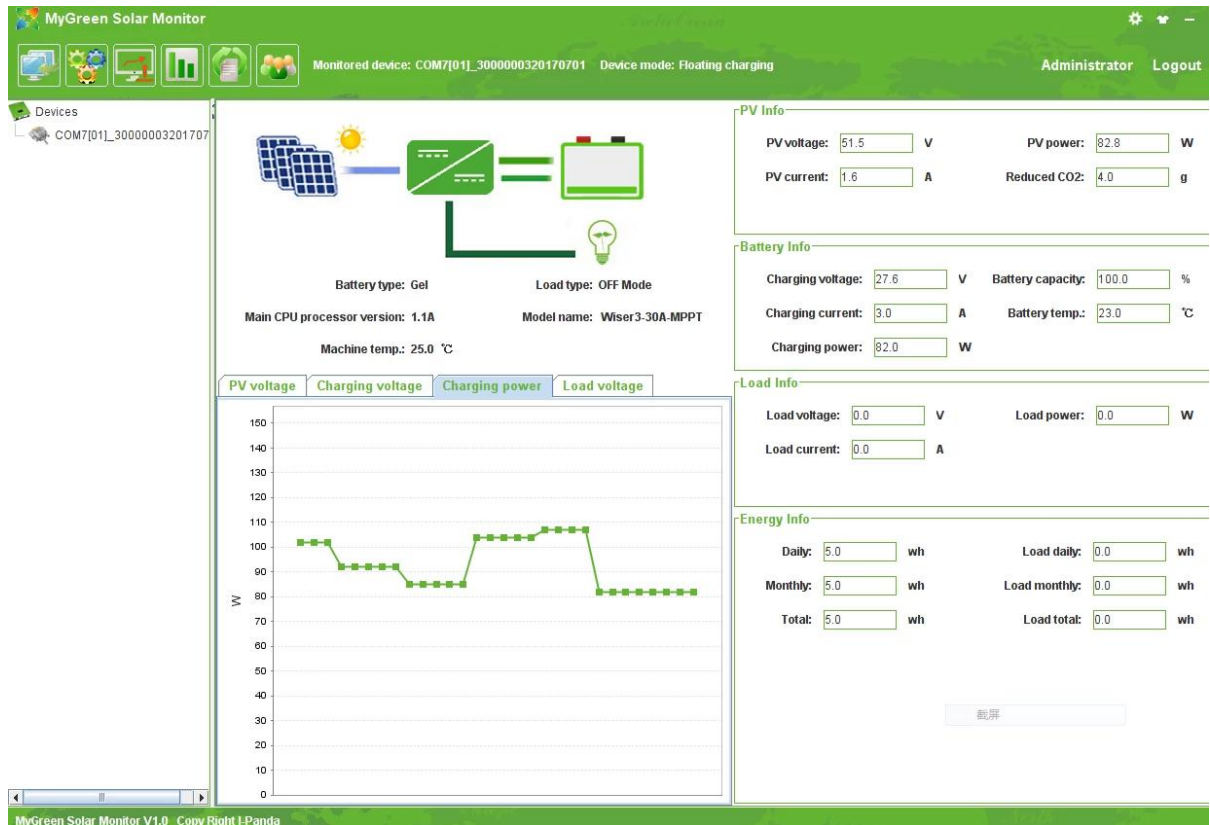 MyGreen Solar Monitor
Monitored device: COM7[01]_3000000320170701 Device mode: Floating charging
Administrator Logout
Devices
COM7[01]_30000003201707
Battery type: Gel Load type: OFF Mode
Main CPU processor version: 1.1A Model name: Wiser3-30A-MPPT
Machine temp.: 25.0 ℃
PV voltage Charging voltage Charging power Load voltage
150
140
130
120
110
100
90
80
70
60
50
40
30
20
10
0
W
PV Info
PV voltage: 51.5 V PV power: 82.8 W
PV current: 1.6 A Reduced CO2: 4.0 g
Battery Info
Charging voltage: 27.6 V Battery capacity: 100.0 %
Charging current: 3.0 A Battery temp.: 23.0 ℃
Charging power: 82.0 W
Load Info
Load voltage: 0.0 V Load power: 0.0 W
Load current: 0.0 A
Energy Info
Daily: 5.0 wh Load daily: 0.0 wh
Monthly: 5.0 wh Load monthly: 0.0 wh
Total: 5.0 wh Load total: 0.0 wh
截屏
MyGreen Solar Monitor V1.0 Copy Right I-Panda